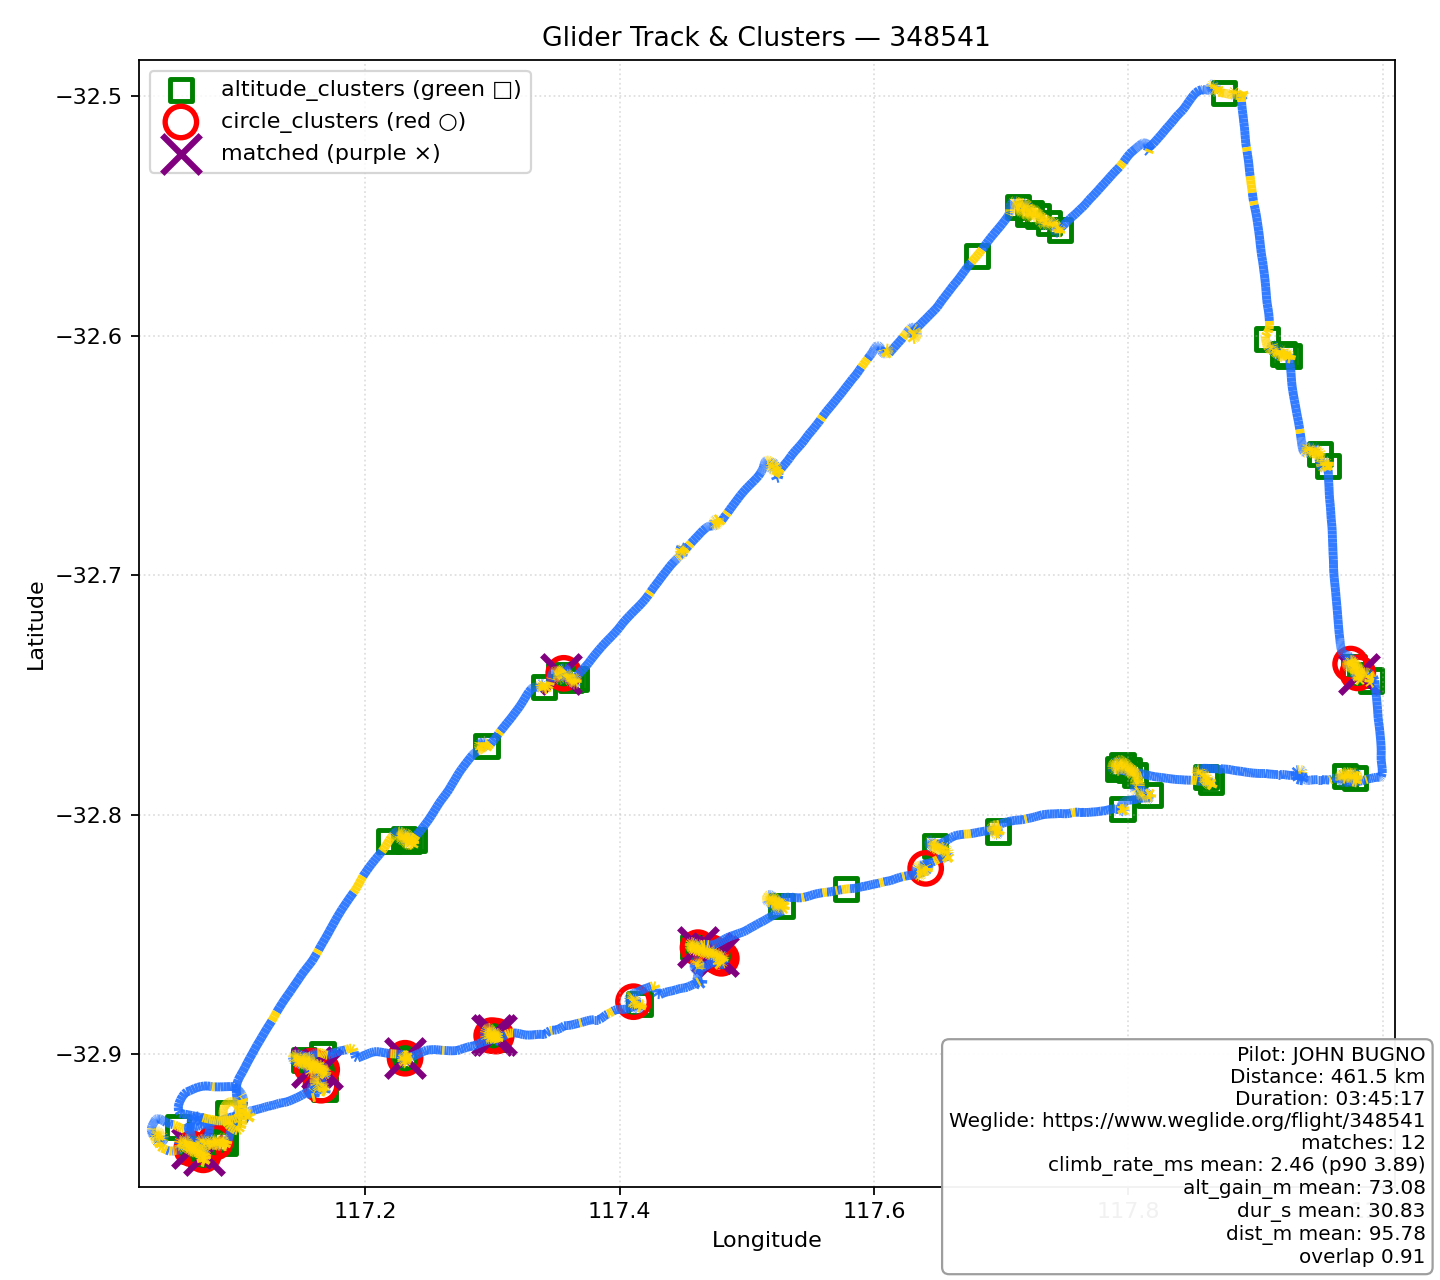 Glider Track & Clusters — 348541
altitude_clusters (green □)
circle_clusters (red ○)
matched (purple ×)
−32.5
−32.6
−32.7
−32.8
−32.9
Latitude
117.2
117.4
117.6
117.8
Longitude
Pilot: JOHN BUGNO
Distance: 461.5 km
Duration: 03:45:17
Weglide: https://www.weglide.org/flight/348541
matches: 12
climb_rate_ms mean: 2.46 (p90 3.89)
alt_gain_m mean: 73.08
dur_s mean: 30.83
dist_m mean: 95.78
overlap 0.91